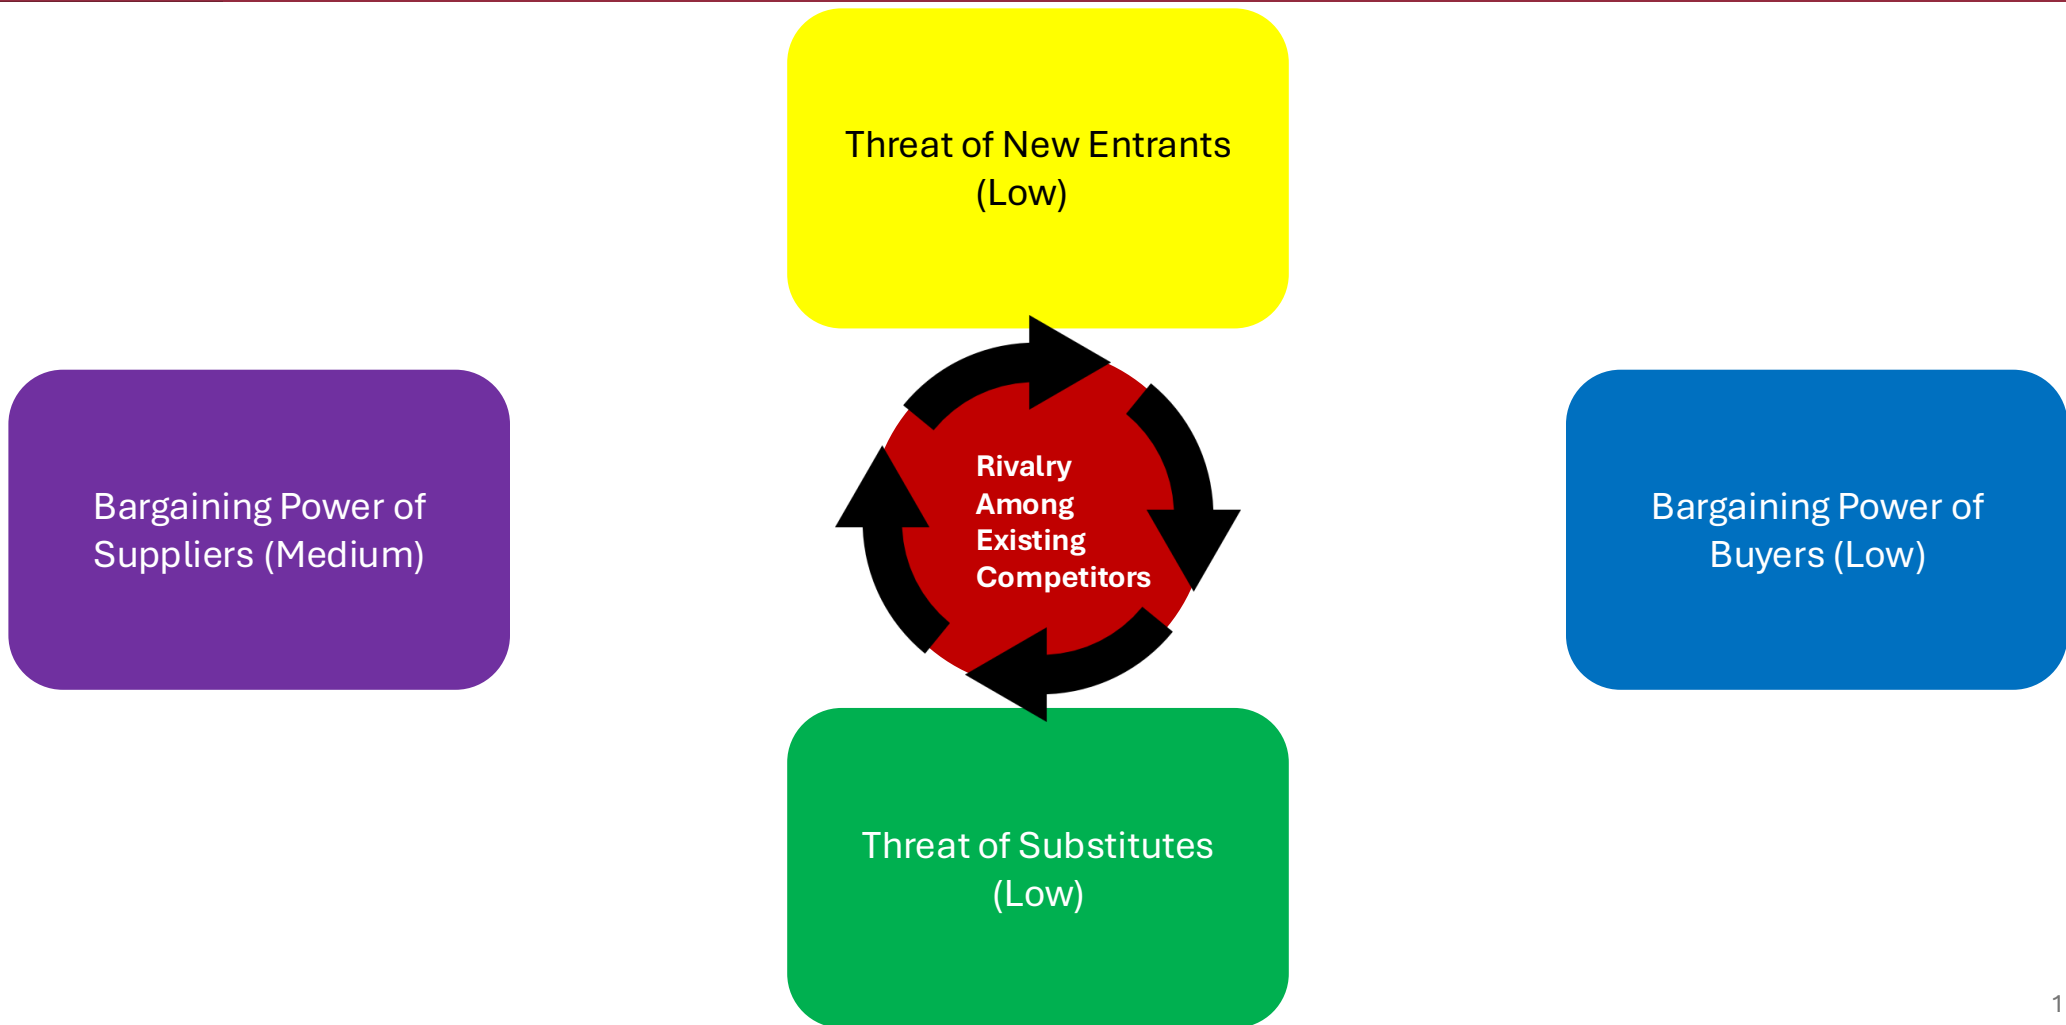 Threat of New Entrants
(Low)
Bargaining Power of
Suppliers (Medium)
Rivalry
Among
Existing
Competitors
Bargaining Power of
Buyers (Low)
Threat of Substitutes
(Low)
1